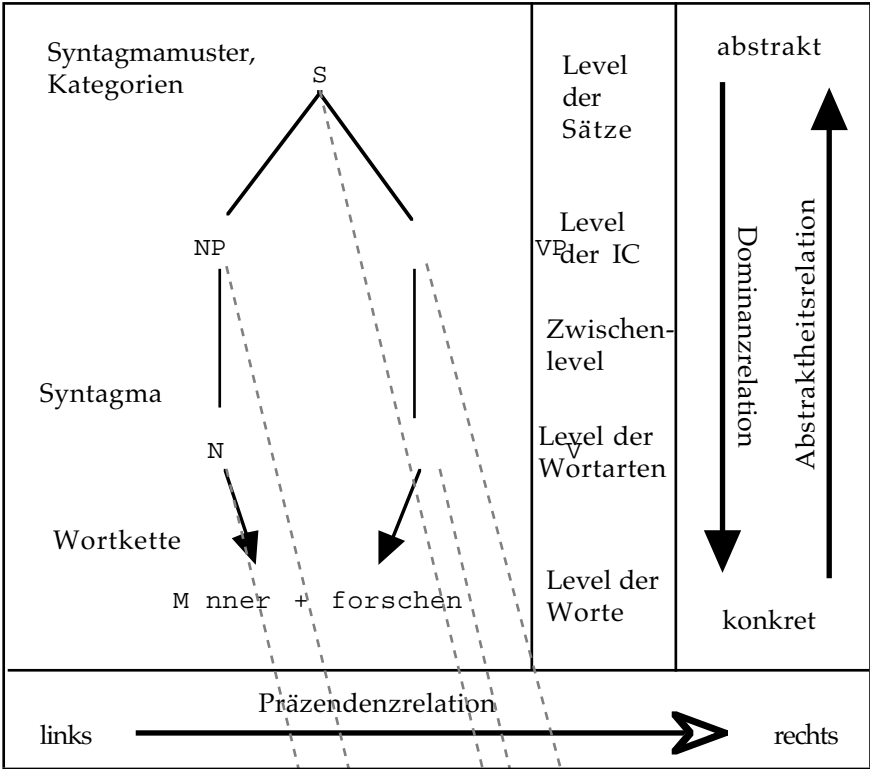 Syntagmamuster,
Kategorien
S
Level
der
Sätze
abstrakt
NP
VP
Level
der IC
Dominanzrelation
Abstraktheitsrelation
Zwischen-
level
Syntagma
N
V
Level der
Wortarten
Wortkette
M nner + forschen
Level der
Worte
konkret
Präzendenzrelation
links
rechts